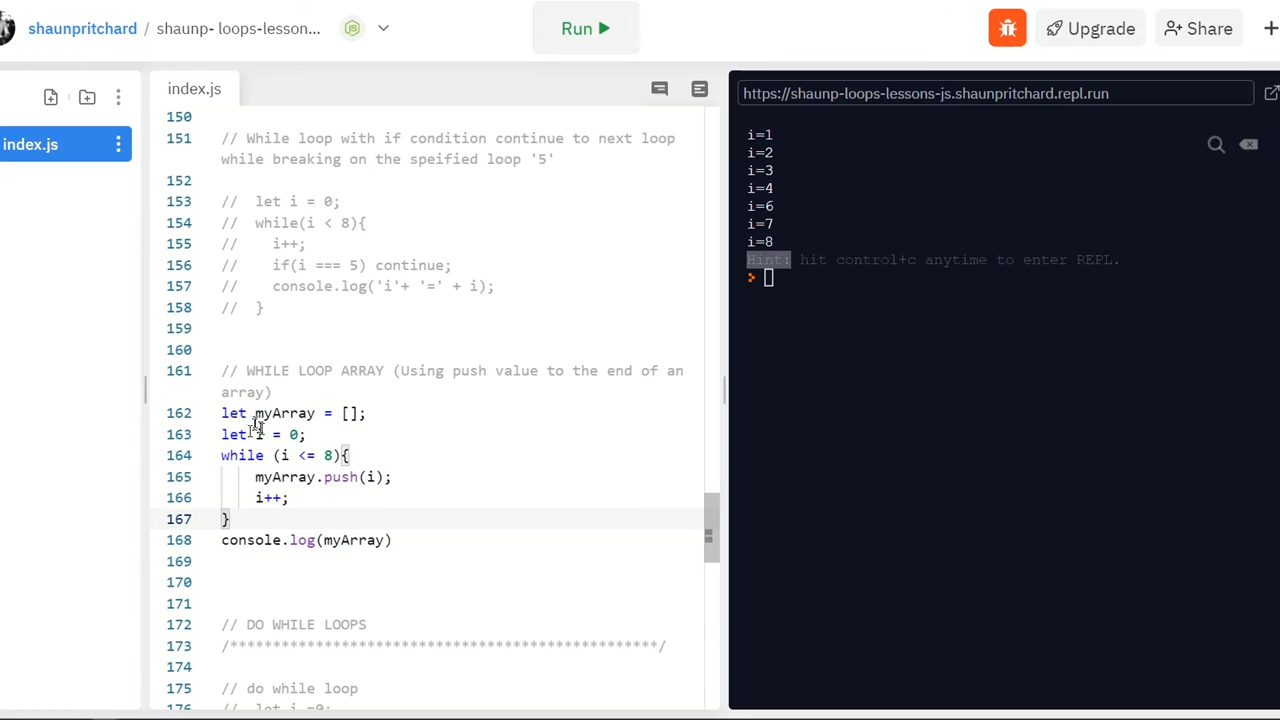 shaunpritchard / shaunp- loops-lesson...
Run
Upgrade
Share
index.js
index.js
150
151 // While loop with if condition continue to next loop
while breaking on the speified loop '5'
152
153 //  let i = 0;
154 //  while(i < 8){
155 //    i++;
156 //    if(i === 5) continue;
157 //    console.log('i'+ '=' + i);
158 //  }
159
160
161 // WHILE LOOP ARRAY (Using push value to the end of an
array)
162 let myArray = [];
163 let i = 0;
164 while (i <= 8){
165     myArray.push(i);
166     i++;
167 }
168 console.log(myArray)
169
170
171
172 // DO WHILE LOOPS
173 /**************************************************/
174
175 // do while loop
176 //  let i =0;
https://shaunp-loops-lessons-js.shaunpritchard.repl.run
i=1
i=2
i=3
i=4
i=6
i=7
i=8
Hint: hit control+c anytime to enter REPL.
>